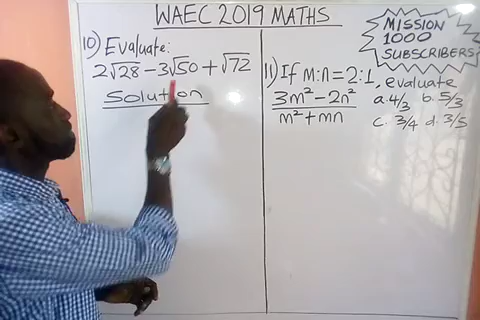 WAEC 2019 MATHS
MISSION
1000
SUBSCRIBERS
10) Evaluate:
2√28 − 3√50 + √72
Solution
11) If m:n = 2:1, evaluate
3m² − 2n²
m² + mn
a. 4/3 b. 5/3
c. 3/4 d. 3/5